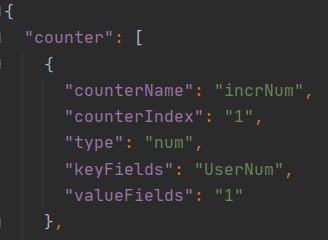 {
"counter": [
{
"counterName": "incrNum",
"counterIndex": "1",
"type": "num",
"keyFields": "UserNum",
"valueFields": "1"
},